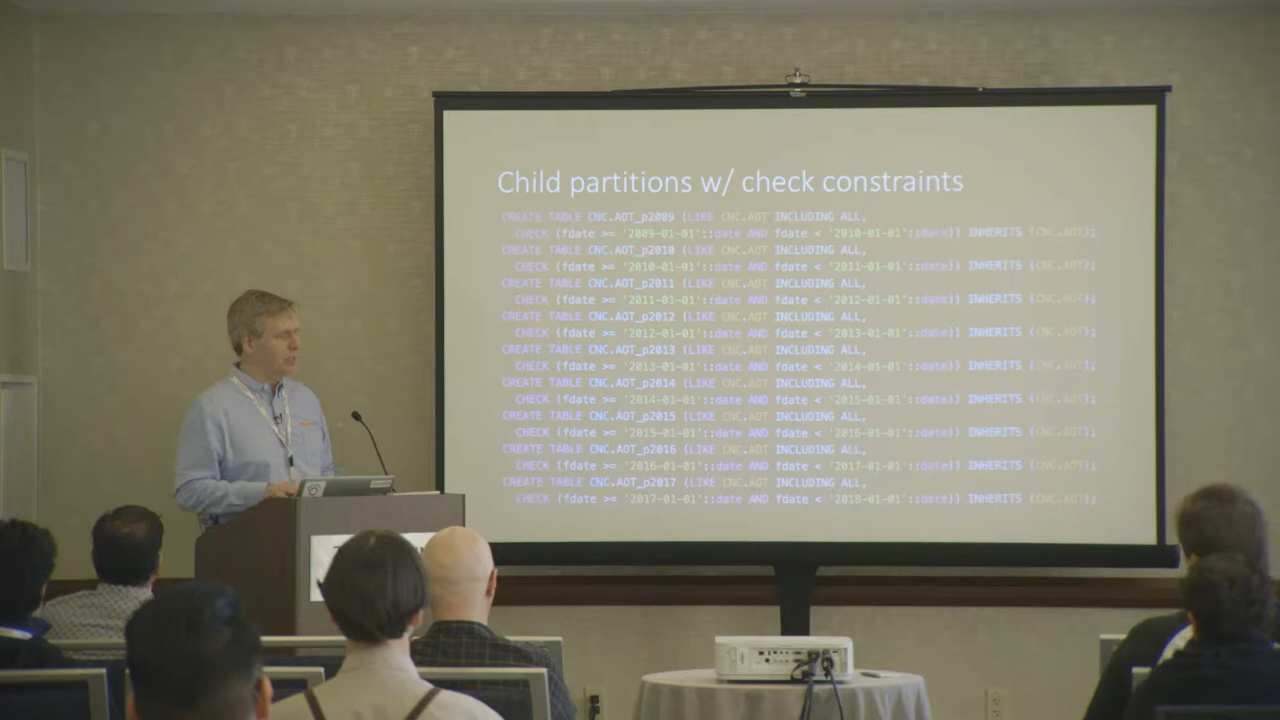 Child partitions w/ check constraints
CREATE TABLE CNC.AOT_p2009 (LIKE CNC.AOT INCLUDING ALL,
CHECK (fdate >= '2009-01-01'::date AND fdate < '2010-01-01'::date)) INHERITS (CNC.AOT);
CREATE TABLE CNC.AOT_p2010 (LIKE CNC.AOT INCLUDING ALL,
CHECK (fdate >= '2010-01-01'::date AND fdate < '2011-01-01'::date)) INHERITS (CNC.AOT);
CREATE TABLE CNC.AOT_p2011 (LIKE CNC.AOT INCLUDING ALL,
CHECK (fdate >= '2011-01-01'::date AND fdate < '2012-01-01'::date)) INHERITS (CNC.AOT);
CREATE TABLE CNC.AOT_p2012 (LIKE CNC.AOT INCLUDING ALL,
CHECK (fdate >= '2012-01-01'::date AND fdate < '2013-01-01'::date)) INHERITS (CNC.AOT);
CREATE TABLE CNC.AOT_p2013 (LIKE CNC.AOT INCLUDING ALL,
CHECK (fdate >= '2013-01-01'::date AND fdate < '2014-01-01'::date)) INHERITS (CNC.AOT);
CREATE TABLE CNC.AOT_p2014 (LIKE CNC.AOT INCLUDING ALL,
CHECK (fdate >= '2014-01-01'::date AND fdate < '2015-01-01'::date)) INHERITS (CNC.AOT);
CREATE TABLE CNC.AOT_p2015 (LIKE CNC.AOT INCLUDING ALL,
CHECK (fdate >= '2015-01-01'::date AND fdate < '2016-01-01'::date)) INHERITS (CNC.AOT);
CREATE TABLE CNC.AOT_p2016 (LIKE CNC.AOT INCLUDING ALL,
CHECK (fdate >= '2016-01-01'::date AND fdate < '2017-01-01'::date)) INHERITS (CNC.AOT);
CREATE TABLE CNC.AOT_p2017 (LIKE CNC.AOT INCLUDING ALL,
CHECK (fdate >= '2017-01-01'::date AND fdate < '2018-01-01'::date)) INHERITS (CNC.AOT);